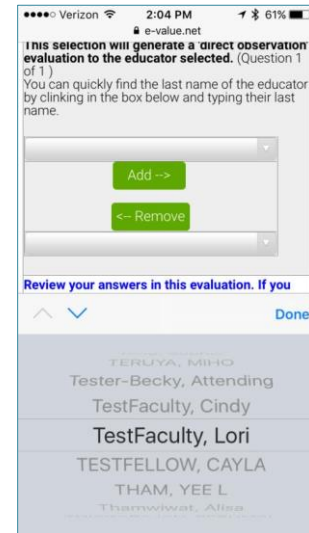 Verizon 2:04 PM 61%
e-value.net
This selection will generate a 'direct observation'
evaluation to the educator selected. (Question 1
of 1 )
You can quickly find the last name of the educator
by clinking in the box below and typing their last
name.
Add -->
<-- Remove
Review your answers in this evaluation. If you
Done
TERUYA, MIHO
Tester-Becky, Attending
TestFaculty, Cindy
TestFaculty, Lori
TESTFELLOW, CAYLA
THAM, YEE L
Thamwiwat, Alisa